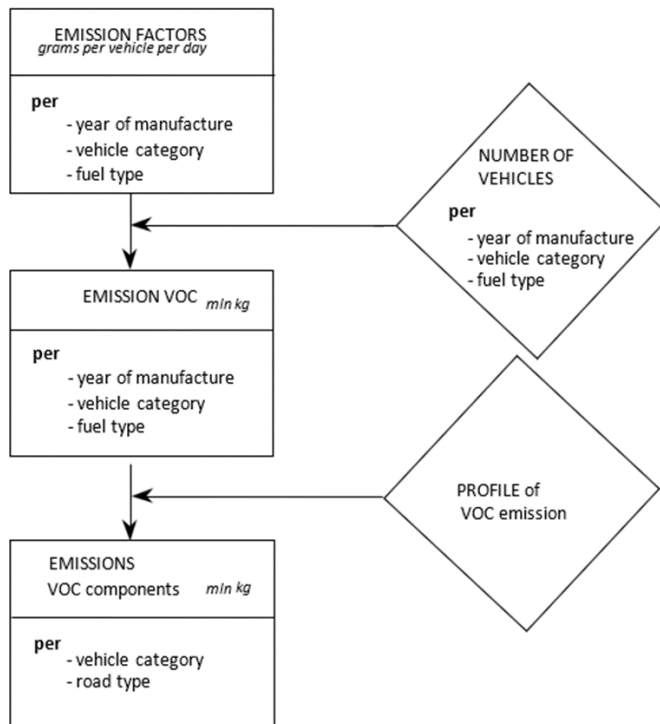 EMISSION FACTORS
grams per vehicle per day
per
- year of manufacture
- vehicle category
- fuel type
NUMBER OF
VEHICLES
per
- year of manufacture
- vehicle category
- fuel type
EMISSION VOC mln kg
per
- year of manufacture
- vehicle category
- fuel type
PROFILE of
VOC emission
EMISSIONS
VOC components mln kg
per
- vehicle category
- road type